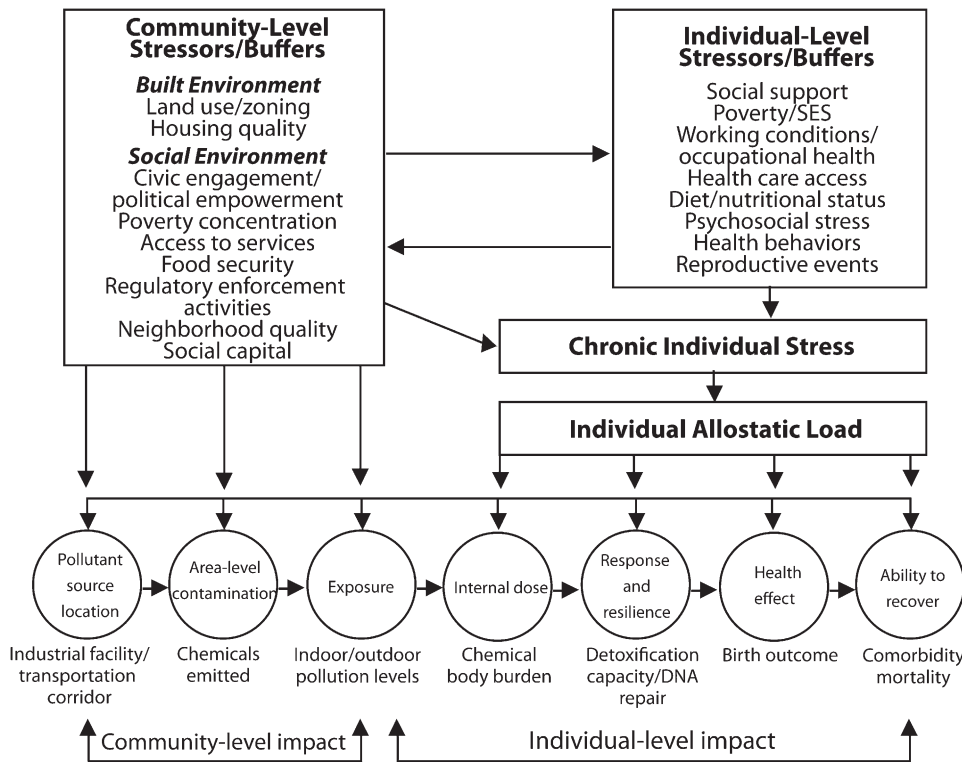 Community-Level
Stressors/Buffers
Built Environment
Land use/zoning
Housing quality
Social Environment
Civic engagement/
political empowerment
Poverty concentration
Access to services
Food security
Regulatory enforcement
activities
Neighborhood quality
Social capital
Individual-Level
Stressors/Buffers
Social support
Poverty/SES
Working conditions/
occupational health
Health care access
Diet/nutritional status
Psychosocial stress
Health behaviors
Reproductive events
Chronic Individual Stress
Individual Allostatic Load
Pollutant
source
location
Area-level
contamination
Exposure
Internal dose
Response
and
resilience
Health
effect
Ability to
recover
Industrial facility/
transportation
corridor
Chemicals
emitted
Indoor/outdoor
pollution levels
Chemical
body burden
Detoxification
capacity/DNA
repair
Birth outcome
Comorbidity/
mortality
Community-level impact
Individual-level impact